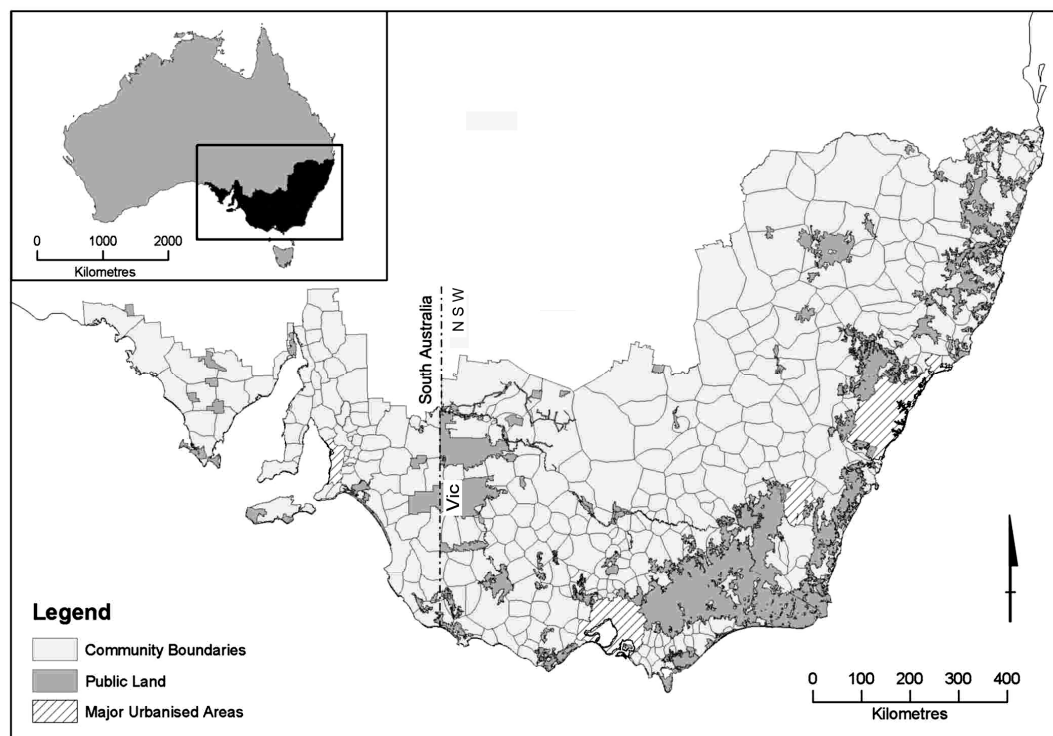 0 1000 2000
Kilometres
South Australia
NSW
Vic
Legend
Community Boundaries
Public Land
Major Urbanised Areas
0 100 200 300 400
Kilometres